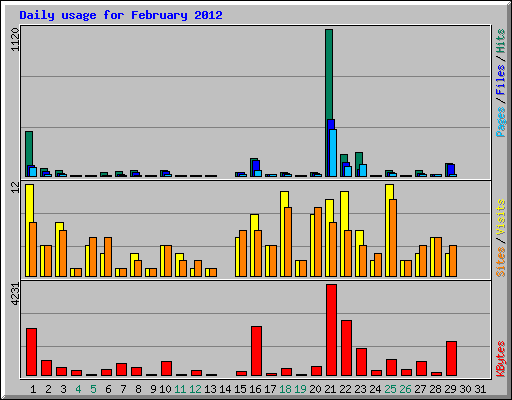 Daily usage for February 2012
1120
Pages / Files / Hits
12
Sites / Visits
4231
KBytes
1 2 3 4 5 6 7 8 9 10 11 12 13 14 15 16 17 18 19 20 21 22 23 24 25 26 27 28 29 30 31